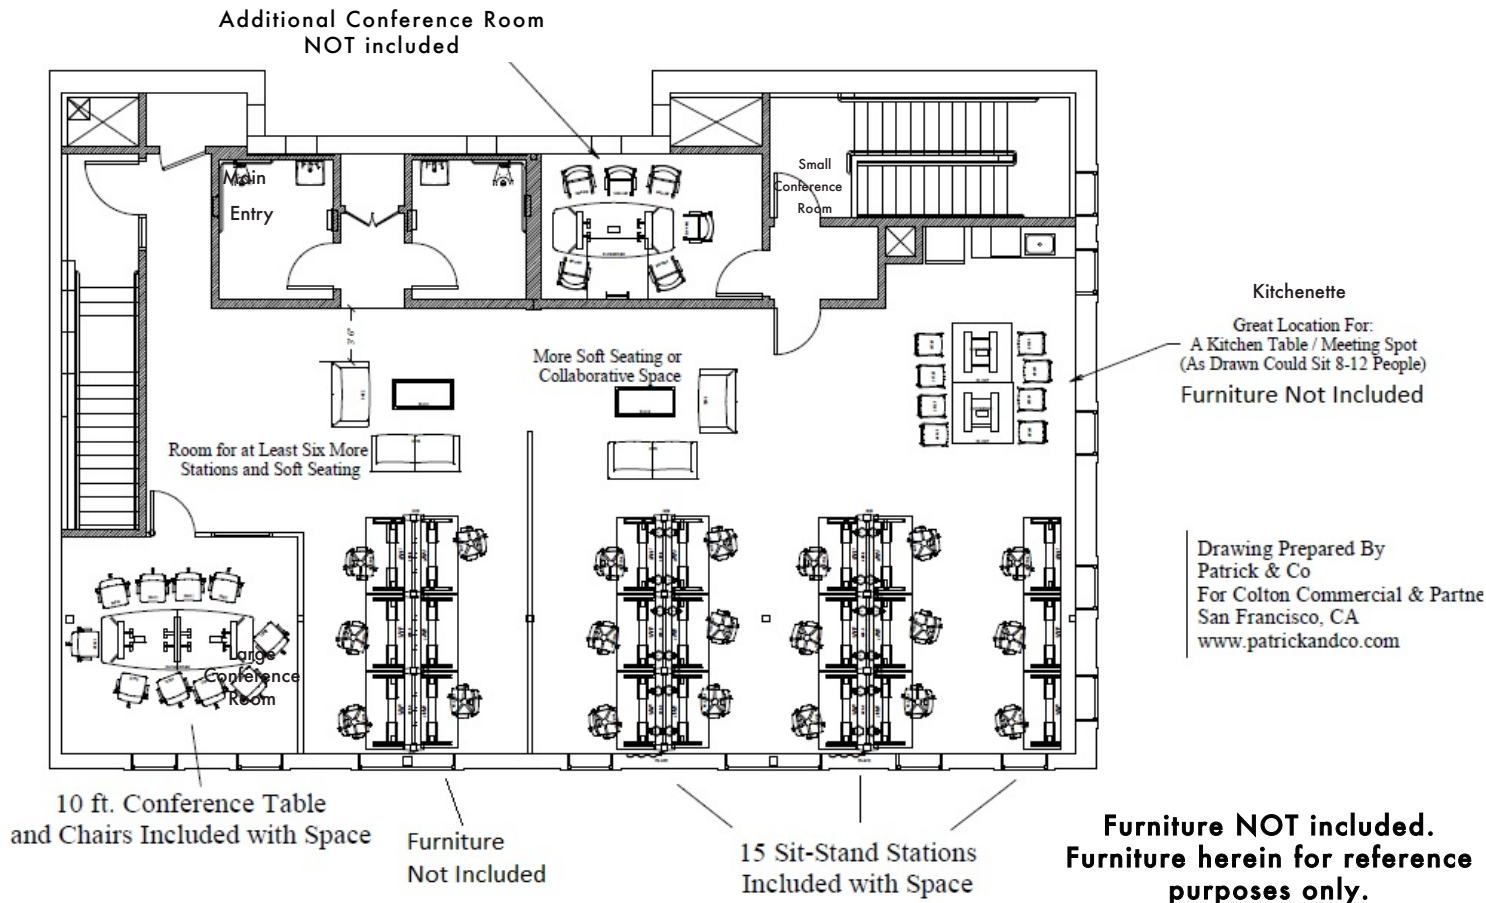 Additional Conference Room
NOT included
Main
Entry
Small
Conference
Room
3' 6"
More Soft Seating or
Collaborative Space
Room for at Least Six More
Stations and Soft Seating
Kitchenette
Great Location For:
A Kitchen Table / Meeting Spot
(As Drawn Could Sit 8-12 People)
Furniture Not Included
Drawing Prepared By
Patrick & Co
For Colton Commercial & Partne
San Francisco, CA
www.patrickandco.com
Large
Conference
Room
10 ft. Conference Table
and Chairs Included with Space
Furniture
Not Included
15 Sit-Stand Stations
Included with Space
Furniture NOT included.
Furniture herein for reference
purposes only.